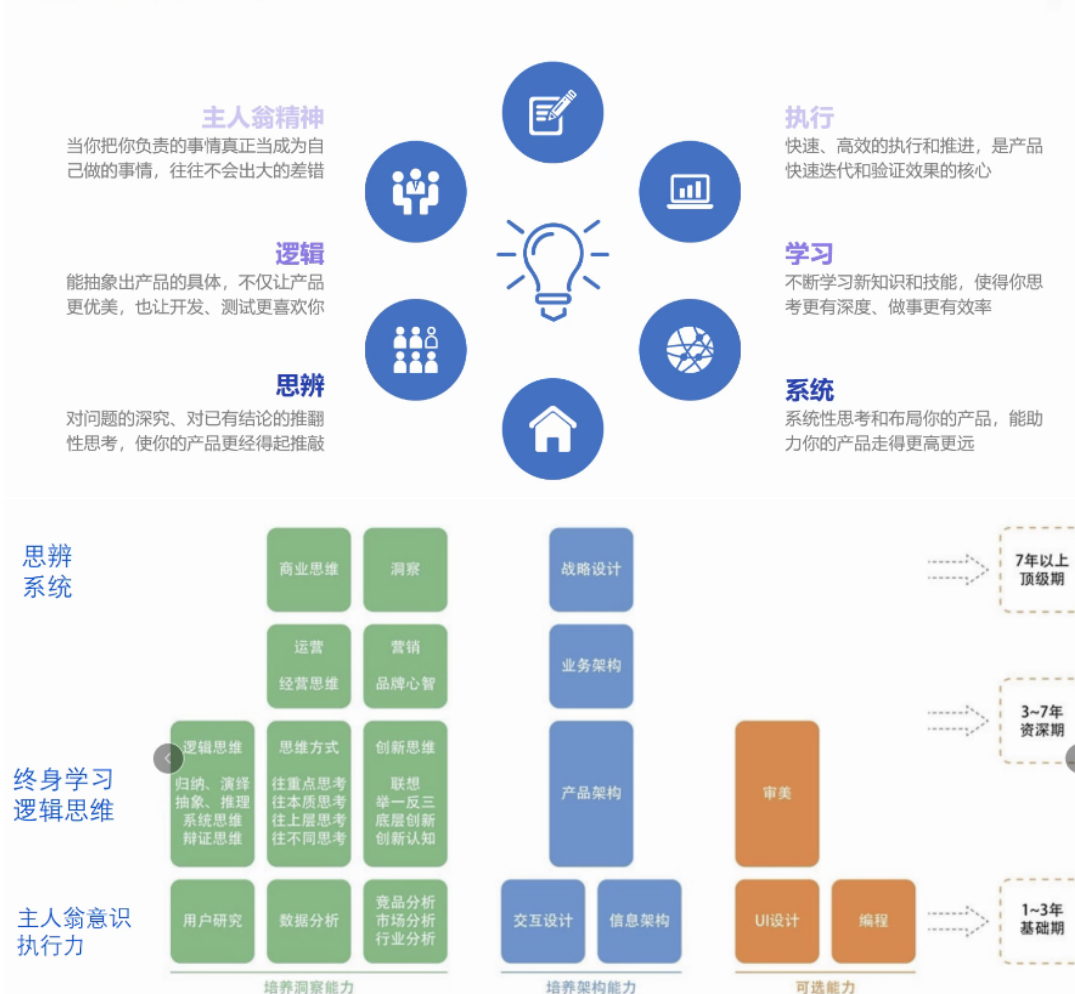 主人翁精神
当你把你负责的事情真正当成为自
己做的事情，往往不会出大的差错
逻辑
能抽象出产品的具体，不仅让产品
更优美，也让开发、测试更喜欢你
思辨
对问题的深究、对已有结论的推翻
性思考，使你的产品更经得起推敲
执行
快速、高效的执行和推进，是产品
快速迭代和验证效果的核心
学习
不断学习新知识和技能，使得你思
考更有深度、做事更有效率
系统
系统性思考和布局你的产品，能助
力你的产品走得更高更远
思辨
系统
商业思维
洞察
战略设计
7年以上
顶级期
运营
经营思维
营销
品牌心智
业务架构
3~7年
资深期
终身学习
逻辑思维
逻辑思维
归纳、演绎
抽象、推理
系统思维
辩证思维
思维方式
往重点思考
往本质思考
往上层思考
往不同思考
创新思维
联想
举一反三
底层创新
创新认知
产品架构
审美
主人翁意识
执行力
用户研究
数据分析
竞品分析
市场分析
行业分析
交互设计
信息架构
UI设计
编程
1~3年
基础期
培养洞察能力
培养架构能力
可选能力